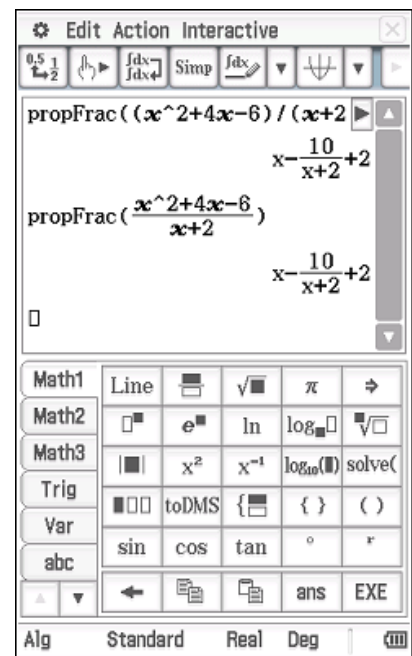 Edit Action Interactive
0.5 1 2 ∫dx ∫dx Simp ∫dx
propFrac((x^2+4x-6)/(x+2
x-10/(x+2)+2
propFrac((x^2+4x-6)/(x+2))
x-10/(x+2)+2
Math1 Line √■ π ⇒
Math2 □^■ e^■ ln log_■□ ^■√□
Math3 |■| x² x⁻¹ log₁₀(■) solve(
Trig ■□□ toDMS { { } ( )
Var sin cos tan ° r
abc ← ans EXE
Alg Standard Real Deg